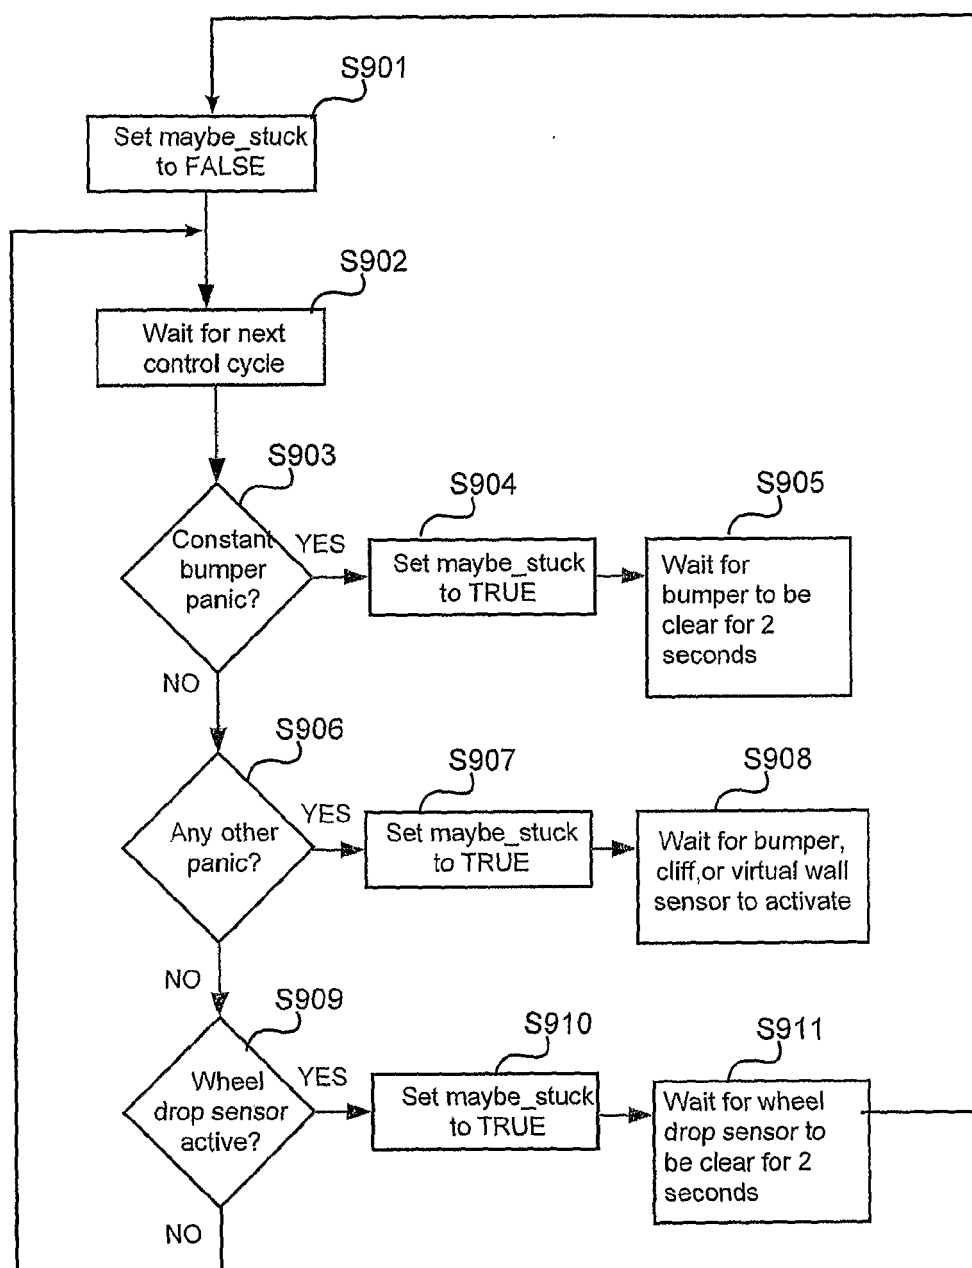 S901
Set maybe_stuck
to FALSE
S902
Wait for next
control cycle
S903
Constant
bumper
panic?
YES
NO
S904
Set maybe_stuck
to TRUE
S905
Wait for
bumper to be
clear for 2
seconds
S906
Any other
panic?
YES
NO
S907
Set maybe_stuck
to TRUE
S908
Wait for bumper,
cliff,or virtual wall
sensor to activate
S909
Wheel
drop sensor
active?
YES
NO
S910
Set maybe_stuck
to TRUE
S911
Wait for wheel
drop sensor to
be clear for 2
seconds